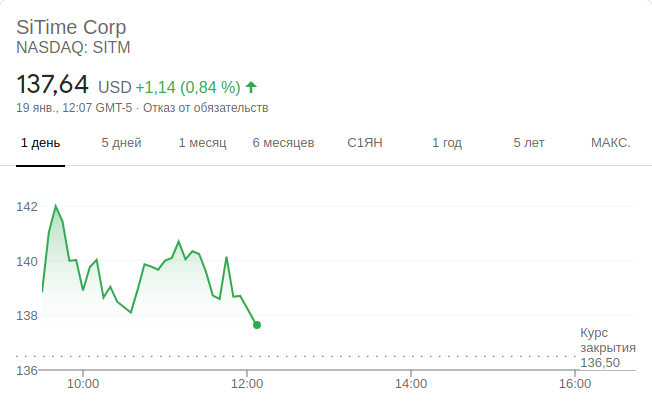 SiTime Corp
NASDAQ: SITM
137,64 USD +1,14 (0,84 %)
19 янв., 12:07 GMT-5 · Отказ от обязательств
1 день 5 дней 1 месяц 6 месяцев С1ЯН 1 год 5 лет МАКС.
142
140
138
136
Курс
закрытия
136,50
10:00 12:00 14:00 16:00